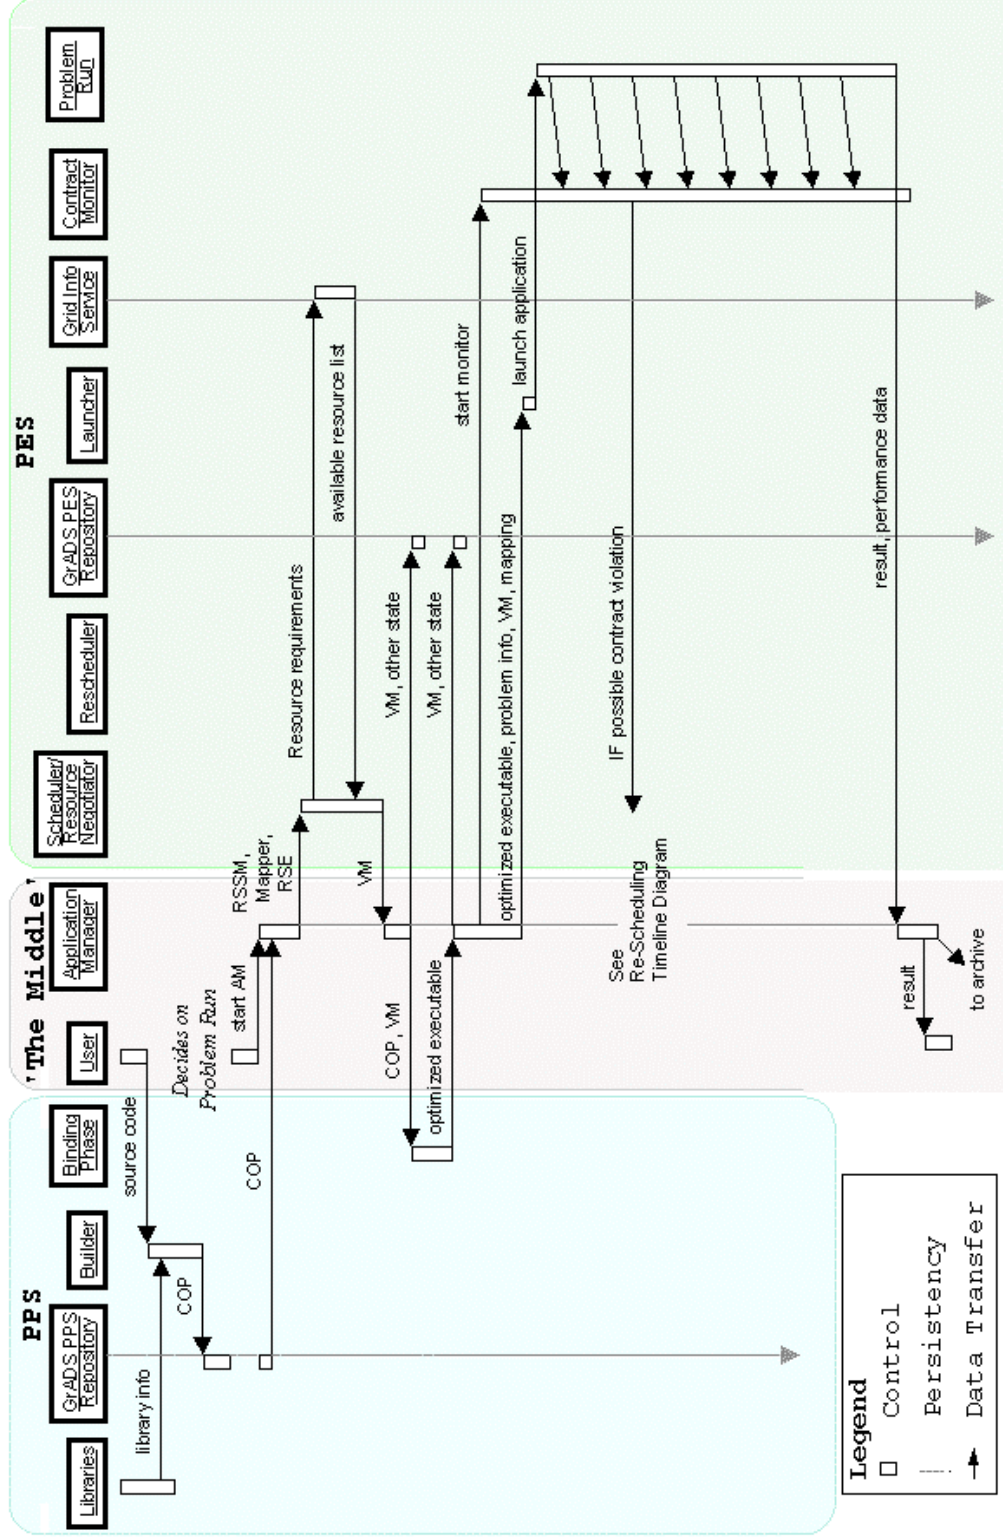 PPS
'The Middle'
PES
Libraries
GrADS PPS
Repository
Builder
Binding
Phase
User
Application
Manager
Scheduler/
Resource
Negotiator
Rescheduler
GrADS PES
Repository
Launcher
Grid Info
Service
Contract
Monitor
Problem
Run
library info
source code
COP
Decides on
Problem Run
start AM
COP
RSSM,
Mapper,
RSE
Resource requirements
available resource list
VM
COP, VM
VM, other state
optimized executable
VM, other state
start monitor
optimized executable, problem info, VM, mapping
launch application
IF possible contract violation
See
Re-Scheduling
Timeline Diagram
result, performance data
result
to archive
Legend
Control
Persistency
Data Transfer